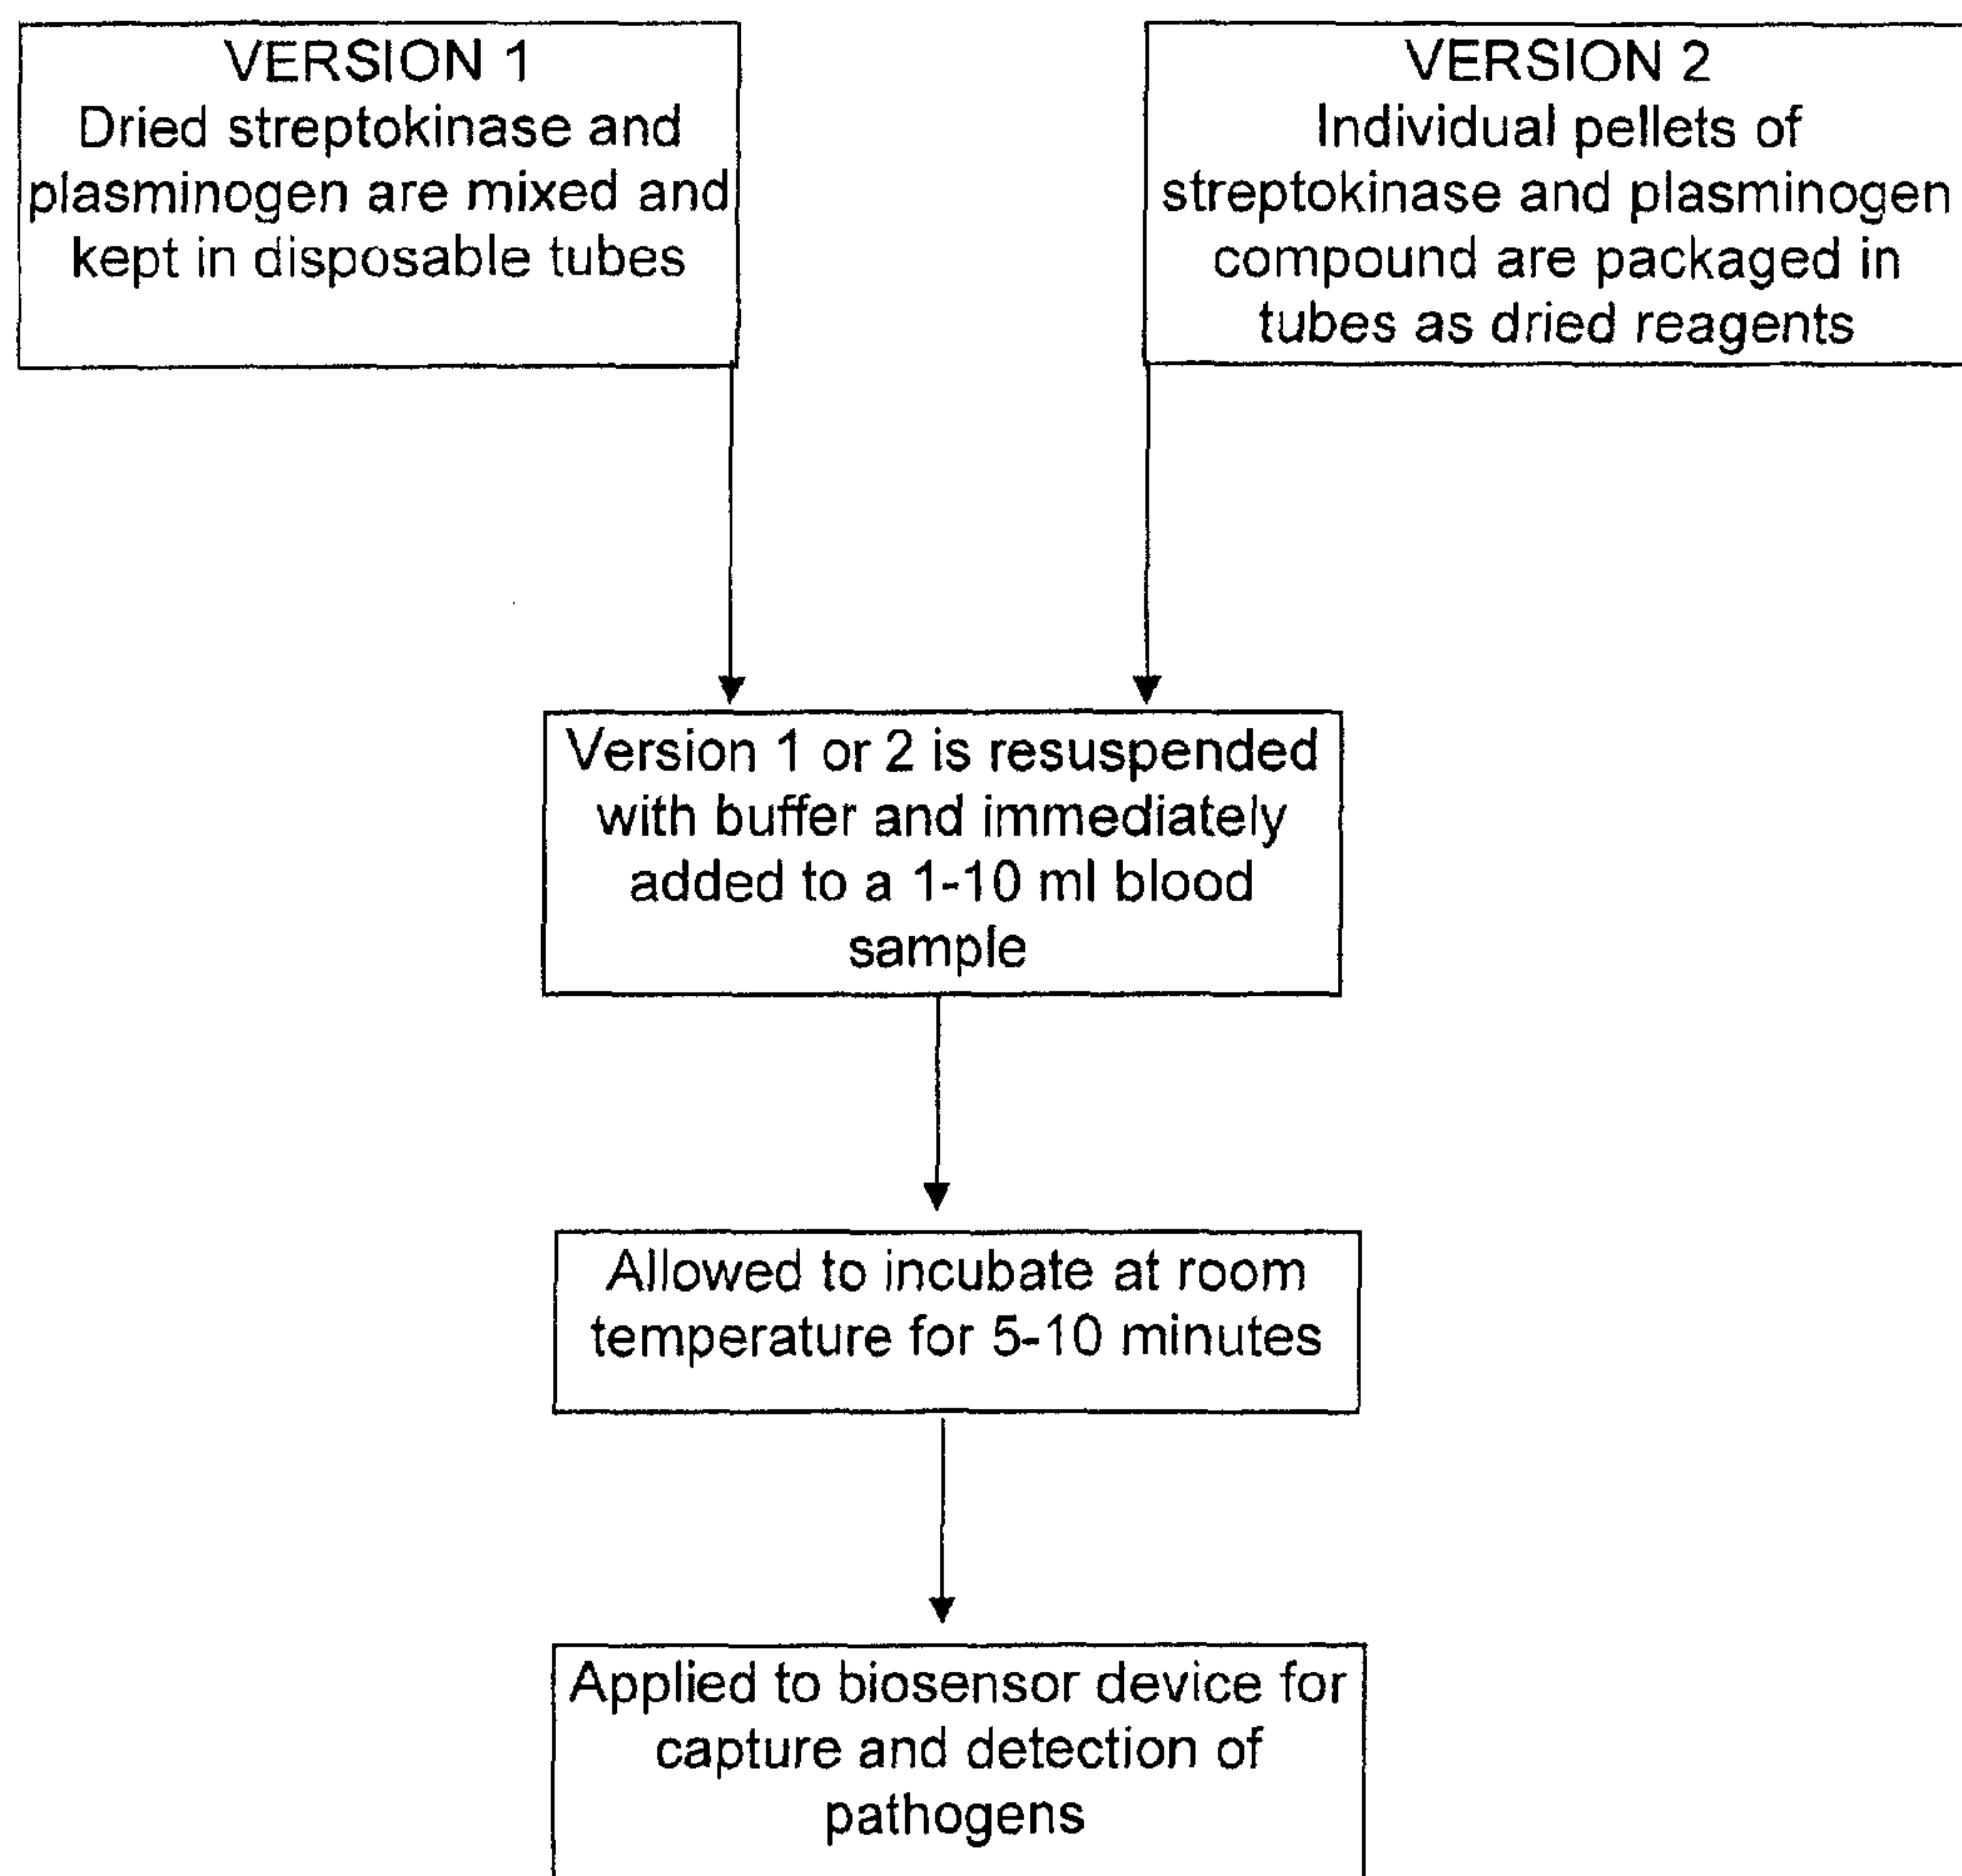 VERSION 1
Dried streptokinase and
plasminogen are mixed and
kept in disposable tubes
VERSION 2
Individual pellets of
streptokinase and plasminogen
compound are packaged in
tubes as dried reagents
Version 1 or 2 is resuspended
with buffer and immediately
added to a 1-10 ml blood
sample
Allowed to incubate at room
temperature for 5-10 minutes
Applied to biosensor device for
capture and detection of
pathogens